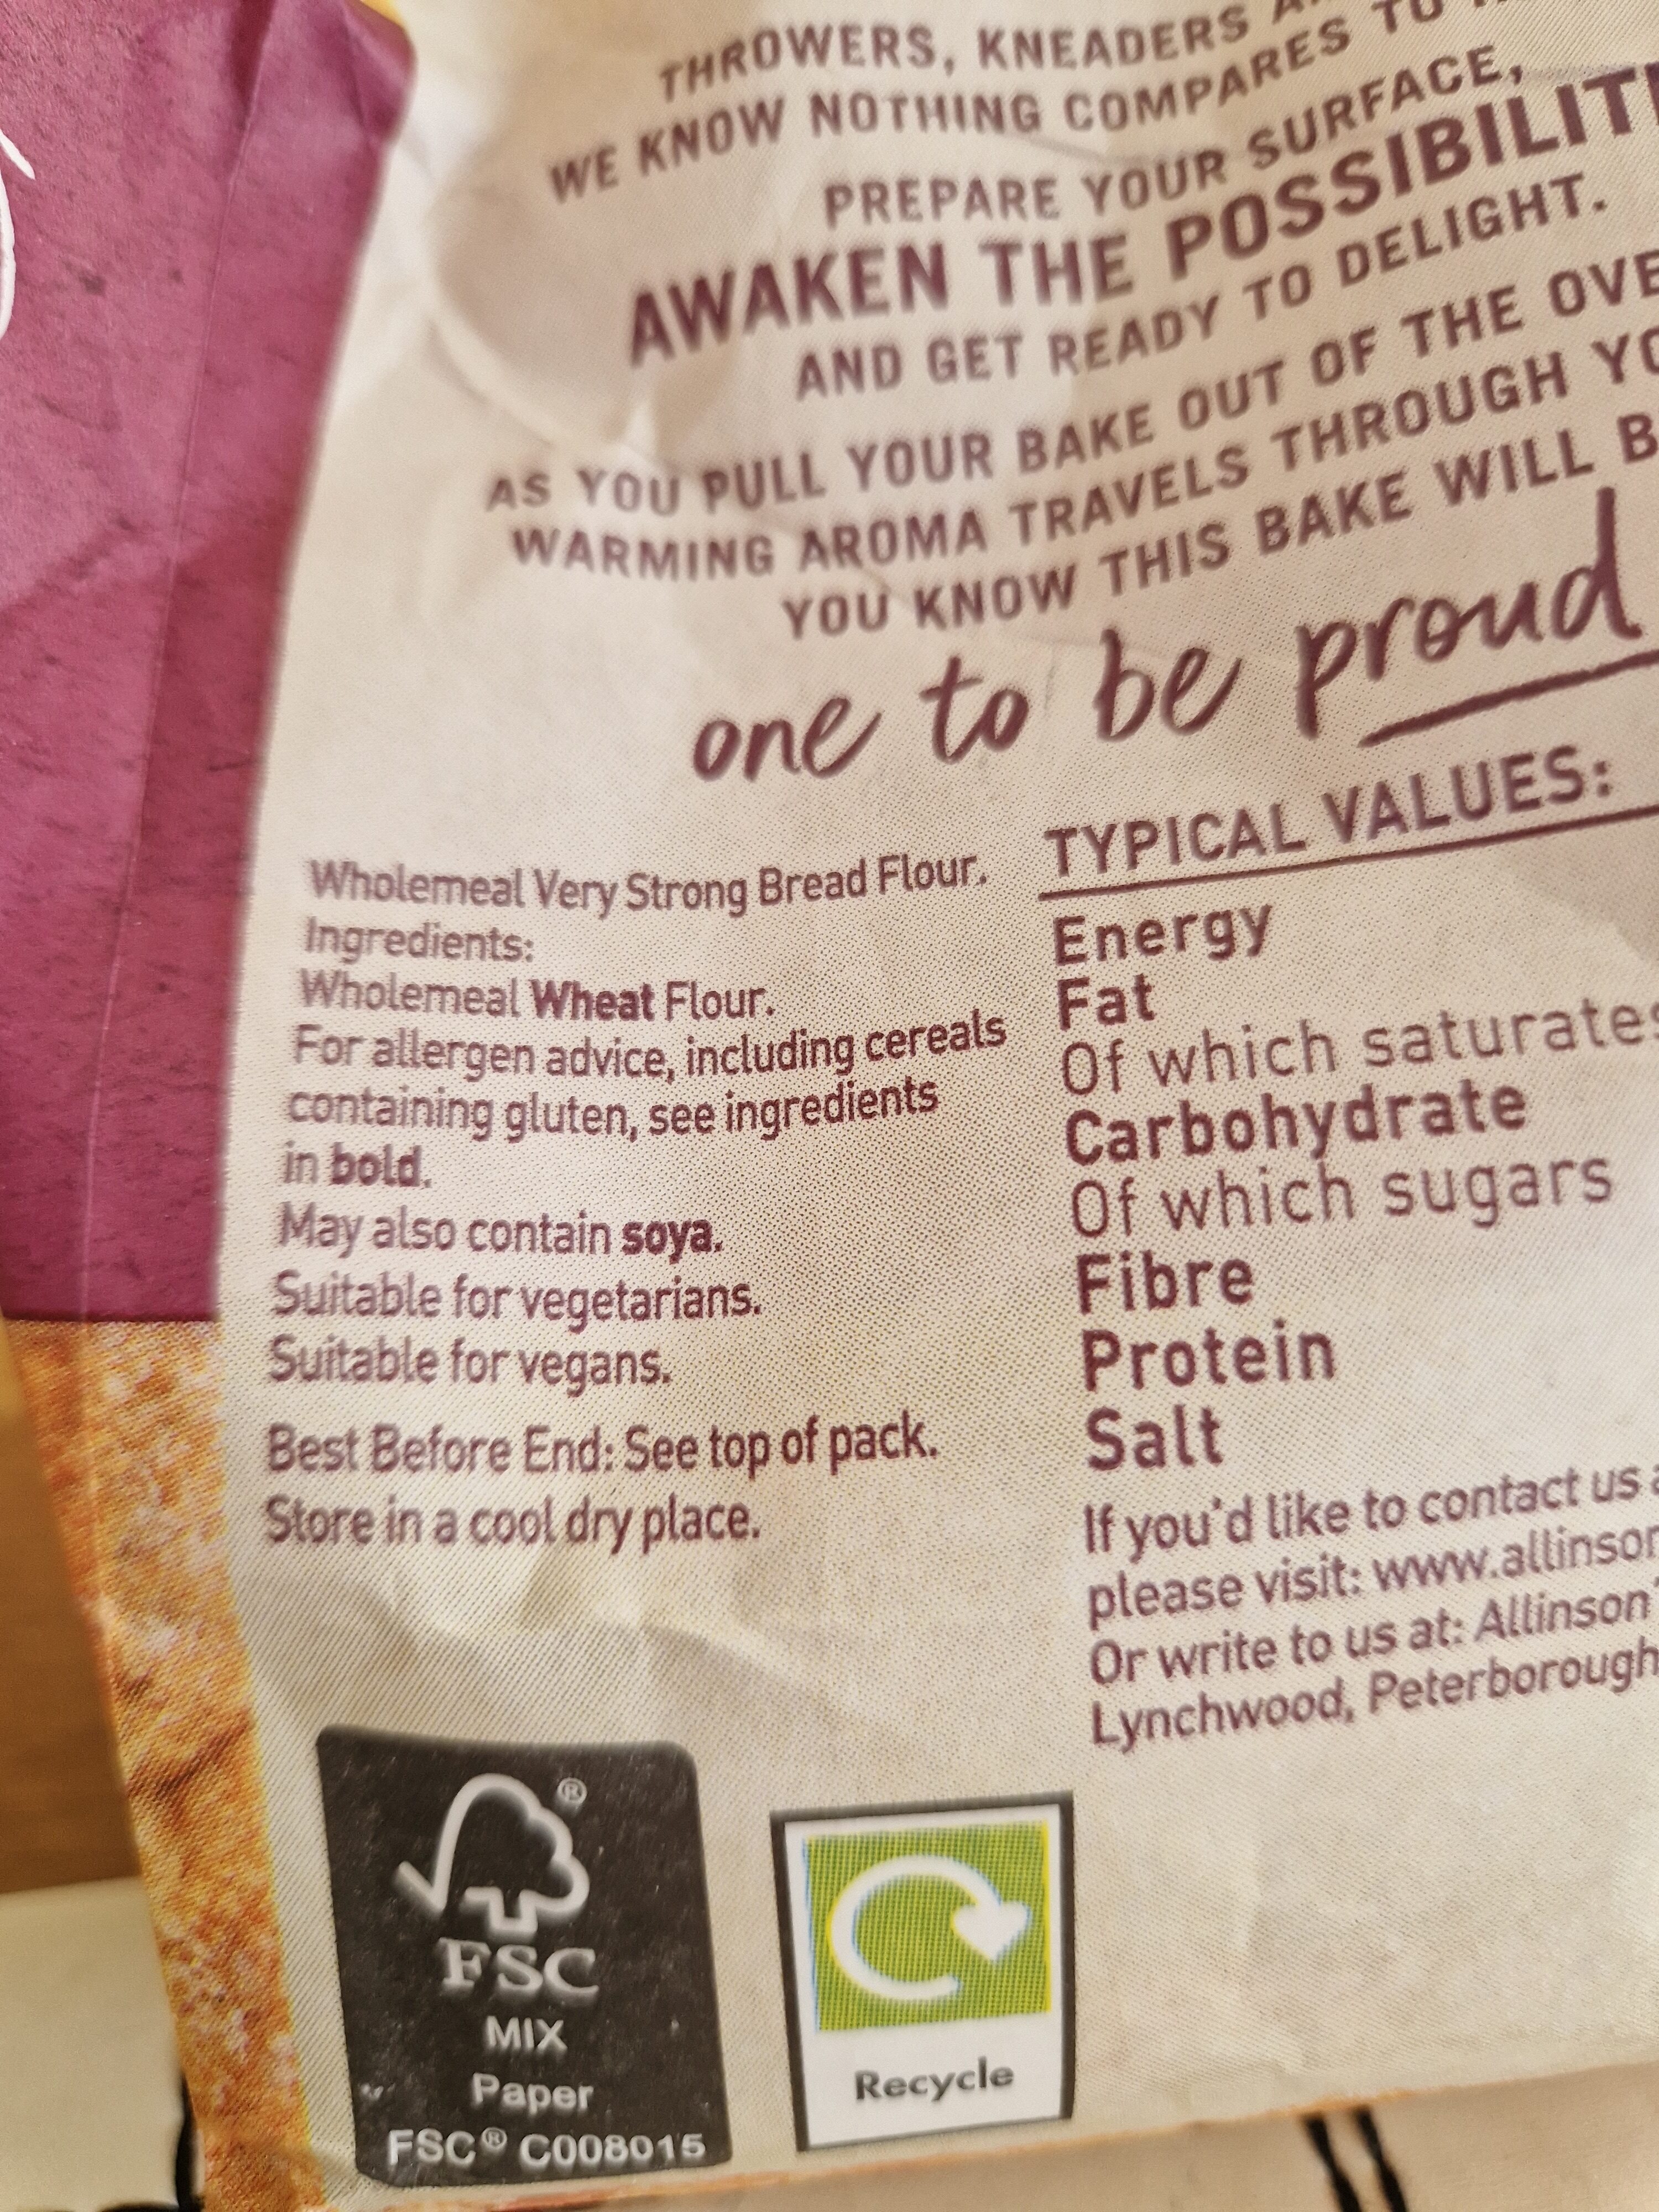 THROWERS, KNEADERS
WE KNOW NOTHING COMPARES TO
PREPARE YOUR SURFACE,
AWAKEN THE POSSIBILITI
AND GET READY TO DELIGHT.
AS YOU PULL YOUR BAKE OUT OF THE OVE
WARMING AROMA TRAVELS THROUGH YO
YOU KNOW THIS BAKE WILL B
one to be proud
Wholemeal Very Strong Bread Flour.
Ingredients:
Wholemeal Wheat Flour.
For allergen advice, including cereals
containing gluten, see ingredients
in bold.
May also contain soya.
Suitable for vegetarians.
Suitable for vegans.
Best Before End: See top of pack.
Store in a cool dry place.
TYPICAL VALUES:
Energy
Fat
Of which saturates
Carbohydrate
Of which sugars
Fibre
Protein
Salt
If you'd like to contact us
please visit: www.allinson
Or write to us at: Allinson
Lynchwood, Peterborough
®
FSC
MIX
Paper
FSC® C008015
Recycle